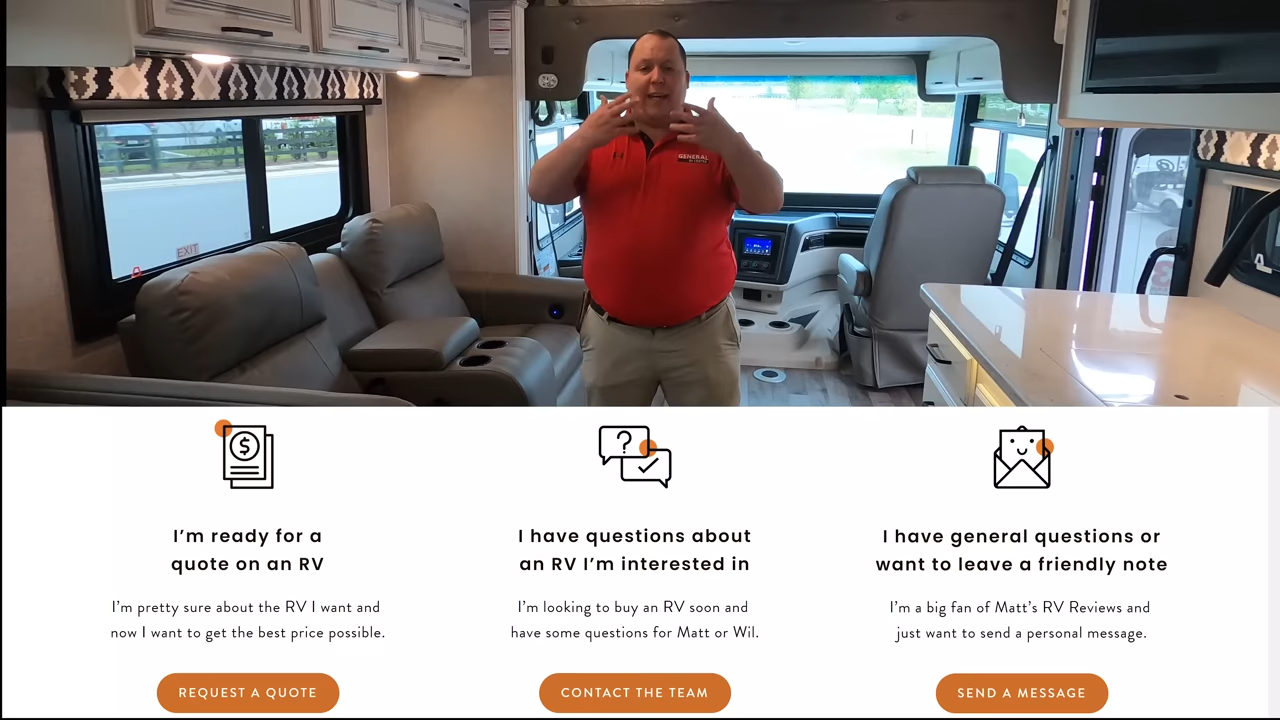 GENERAL
EXIT
I'm ready for a
quote on an RV
I'm pretty sure about the RV I want and
now I want to get the best price possible.
REQUEST A QUOTE
I have questions about
an RV I'm interested in
I'm looking to buy an RV soon and
have some questions for Matt or Wil.
CONTACT THE TEAM
I have general questions or
want to leave a friendly note
I'm a big fan of Matt's RV Reviews and
just want to send a personal message.
SEND A MESSAGE